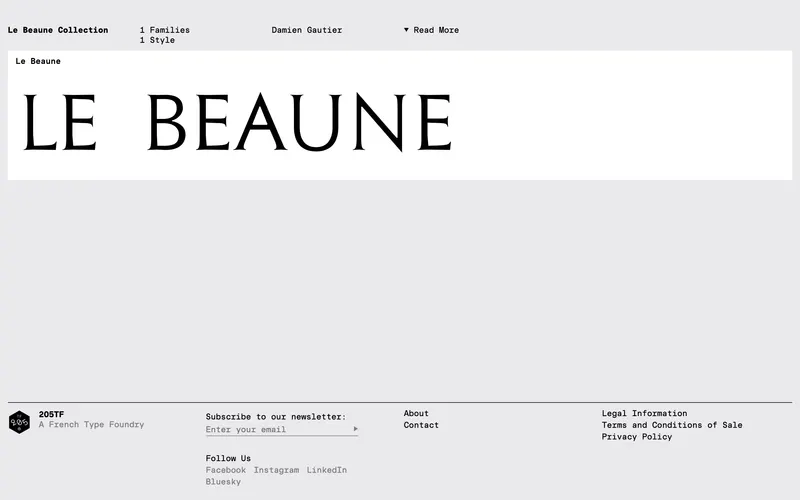 Le Beaune Collection
1 Families
1 Style
Damien Gautier
▼ Read More
Le Beaune
LE BEAUNE
205
205TF
A French Type Foundry
Subscribe to our newsletter:
Enter your email
Follow Us
Facebook Instagram LinkedIn
Bluesky
About
Contact
Legal Information
Terms and Conditions of Sale
Privacy Policy